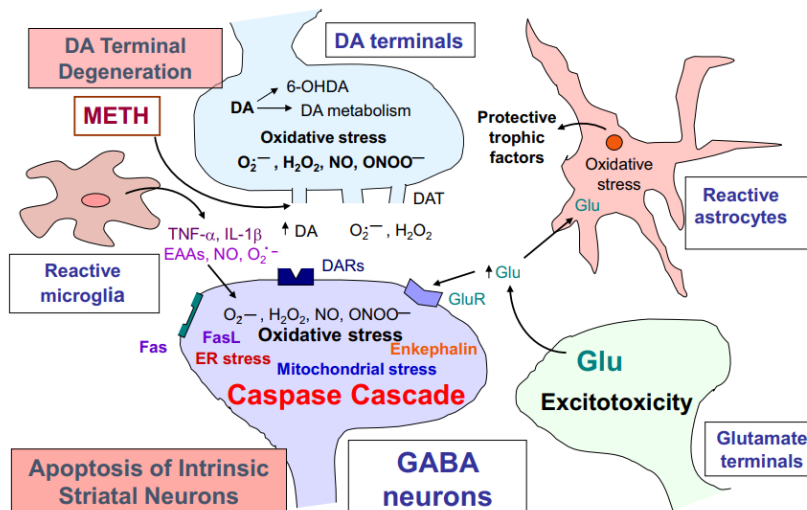 DA Terminal
Degeneration
DA terminals
METH
6-OHDA
DA
DA metabolism
Oxidative stress
O₂—, H₂O₂, NO, ONOO—
DAT
Protective
trophic
factors
Oxidative
stress
Glu
Reactive
astrocytes
Reactive
microglia
TNF-α, IL-1β
EAAs, NO, O₂˙–
DA
O₂—, H₂O₂
DARs
GluR
Glu
Fas
O₂—, H₂O₂, NO, ONOO—
FasL
Oxidative stress
ER stress
Enkephalin
Mitochondrial stress
Caspase Cascade
Glu
Excitotoxicity
Glutamate
terminals
Apoptosis of Intrinsic
Striatal Neurons
GABA
neurons